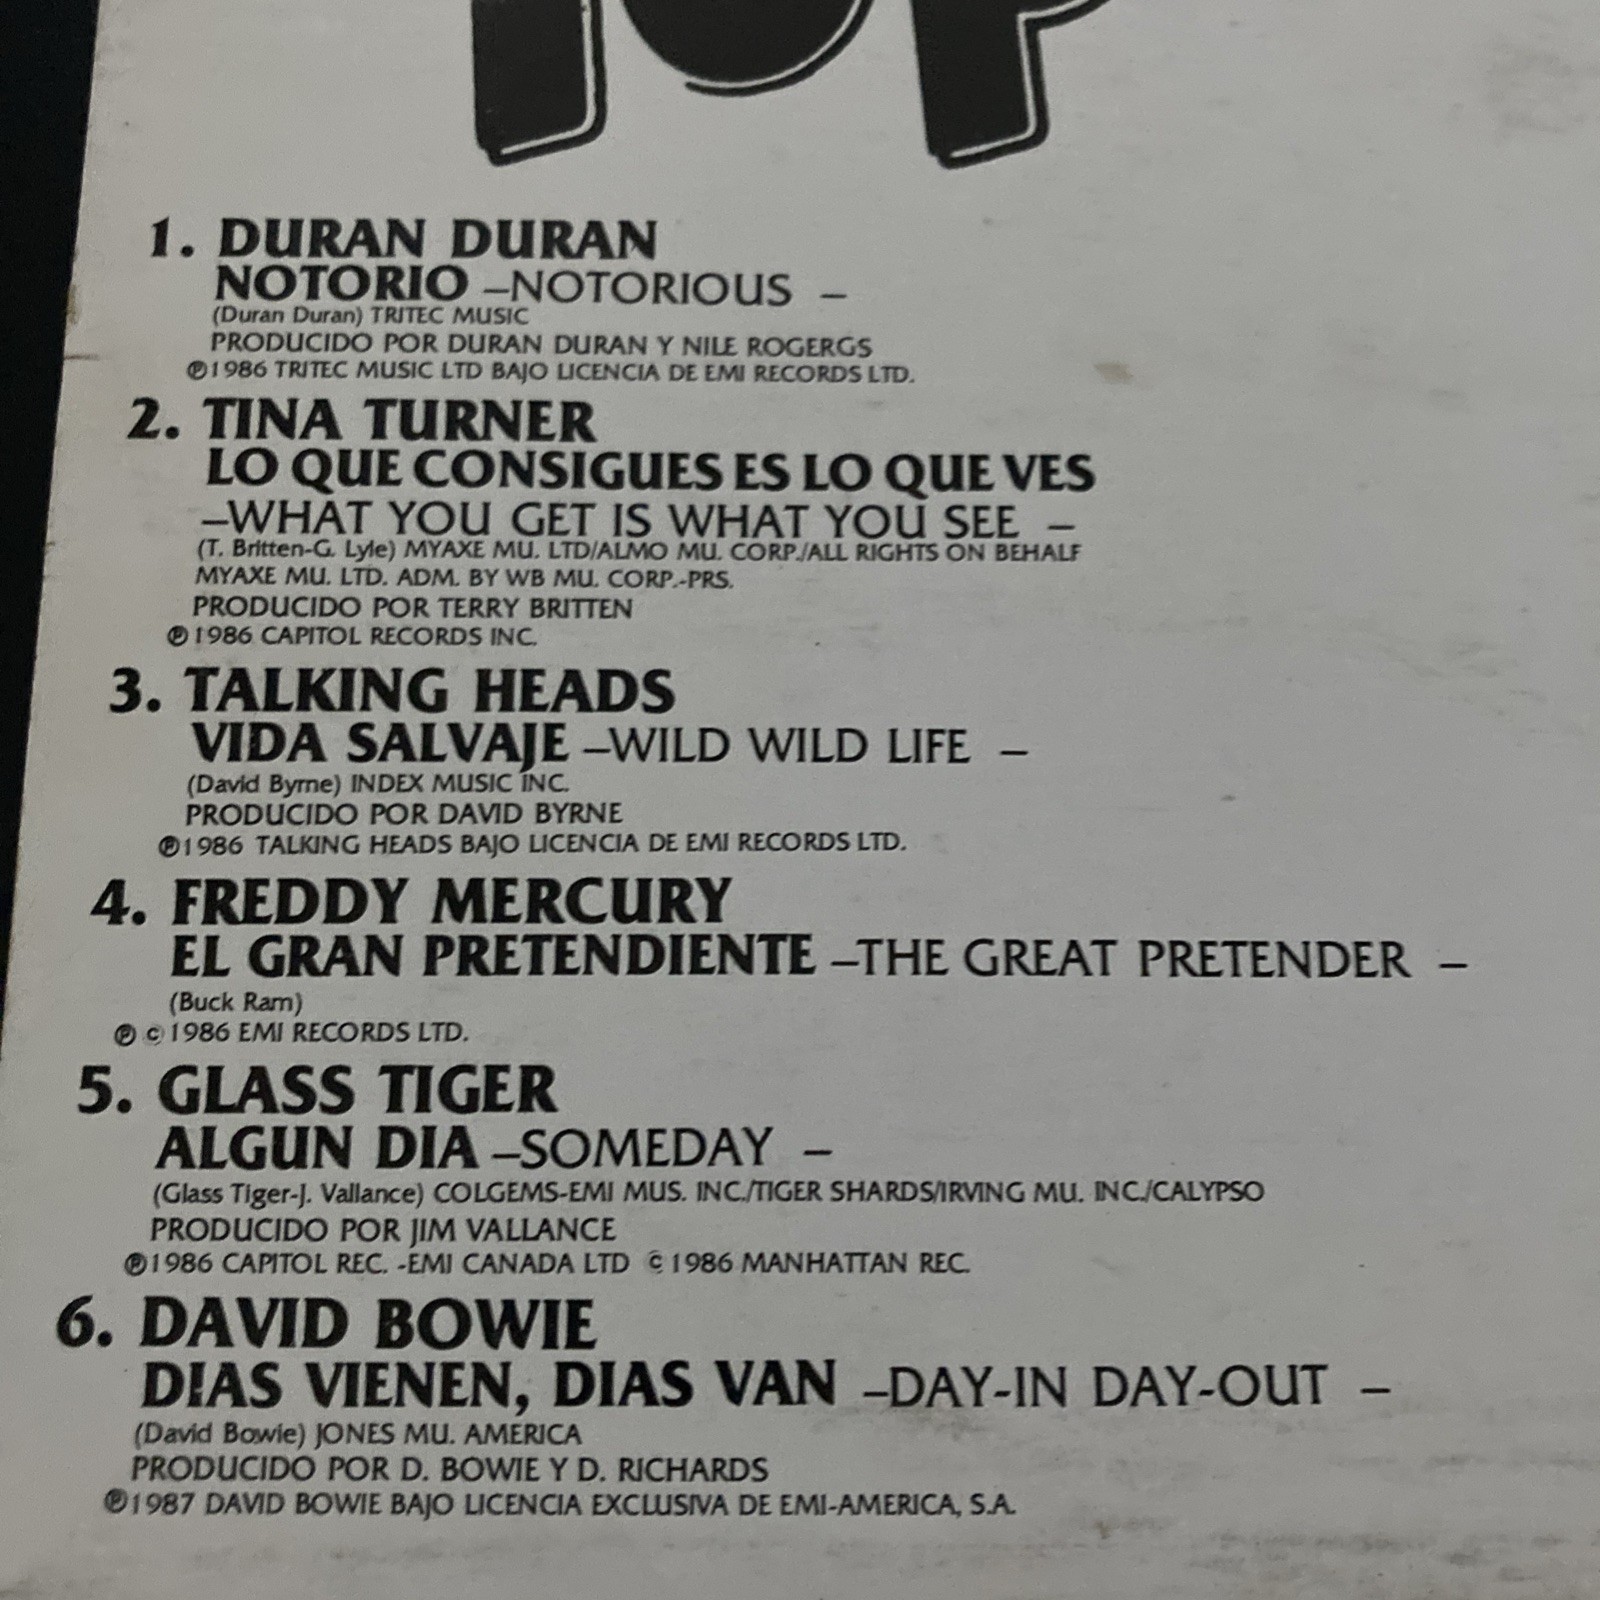 TOP
1. DURAN DURAN
NOTORIO –NOTORIOUS –
(Duran Duran) TRITEC MUSIC
PRODUCIDO POR DURAN DURAN Y NILE ROGERGS
℗1986 TRITEC MUSIC LTD BAJO LICENCIA DE EMI RECORDS LTD.
2. TINA TURNER
LO QUE CONSIGUES ES LO QUE VES
–WHAT YOU GET IS WHAT YOU SEE –
(T. Britten-G. Lyle) MYAXE MU. LTD/ALMO MU. CORP./ALL RIGHTS ON BEHALF
MYAXE MU. LTD. ADM. BY WB MU. CORP.-PRS.
PRODUCIDO POR TERRY BRITTEN
℗1986 CAPITOL RECORDS INC.
3. TALKING HEADS
VIDA SALVAJE –WILD WILD LIFE –
(David Byrne) INDEX MUSIC INC.
PRODUCIDO POR DAVID BYRNE
℗1986 TALKING HEADS BAJO LICENCIA DE EMI RECORDS LTD.
4. FREDDY MERCURY
EL GRAN PRETENDIENTE –THE GREAT PRETENDER –
(Buck Ram)
℗ © 1986 EMI RECORDS LTD.
5. GLASS TIGER
ALGUN DIA –SOMEDAY –
(Glass Tiger-J. Vallance) COLGEMS-EMI MUS. INC./TIGER SHARDS/IRVING MU. INC./CALYPSO
PRODUCIDO POR JIM VALLANCE
℗1986 CAPITOL REC. -EMI CANADA LTD © 1986 MANHATTAN REC.
6. DAVID BOWIE
DIAS VIENEN, DIAS VAN –DAY-IN DAY-OUT –
(David Bowie) JONES MU. AMERICA
PRODUCIDO POR D. BOWIE Y D. RICHARDS
℗1987 DAVID BOWIE BAJO LICENCIA EXCLUSIVA DE EMI-AMERICA, S.A.